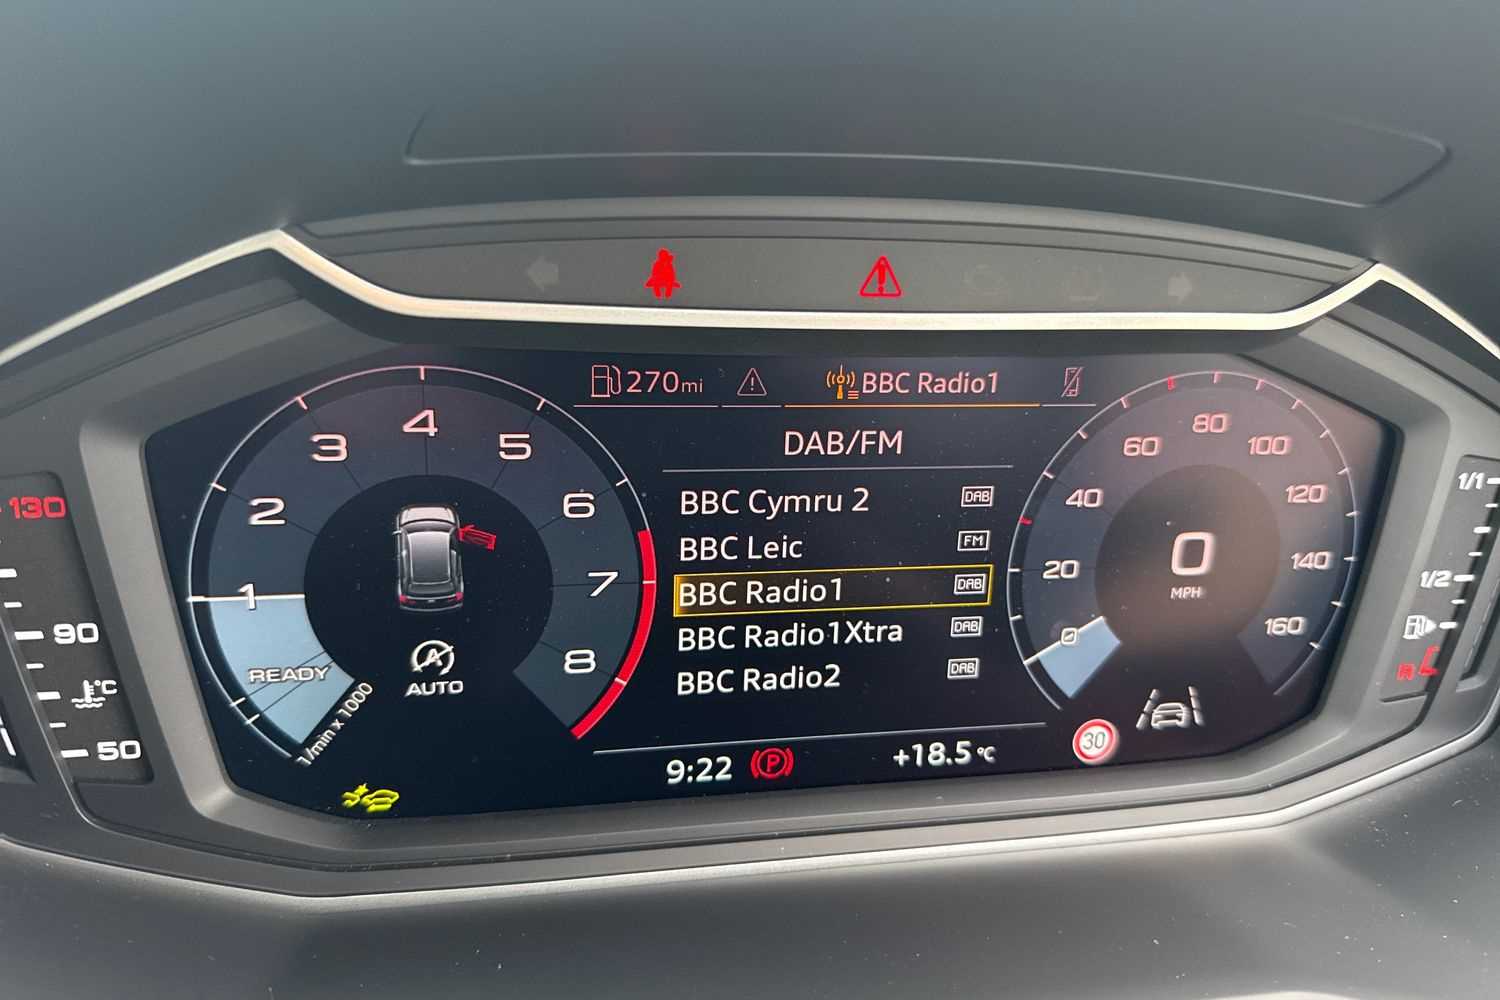 270mi
BBC Radio1
DAB/FM
BBC Cymru 2 DAB
BBC Leic FM
BBC Radio1 DAB
BBC Radio1Xtra DAB
BBC Radio2 DAB
9:22 P +18.5°C
30
1 2 3 4 5 6 7 8
READY
1/min x 1000
A
AUTO
0 20 40 60 80 100 120 140 160
0
MPH
130
90
°C
50
1/1
1/2